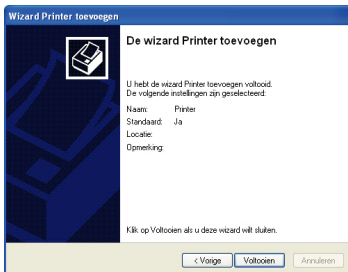 Wizard Printer toevoegen
De wizard Printer toevoegen
U hebt de wizard Printer toevoegen voltooid.
De volgende instellingen zijn geselecteerd:
Naam: Printer
Standaard: Ja
Locatie:
Opmerking:
Klik op Voltooien als u deze wizard wilt sluiten.
< Vorige Voltooien Annuleren